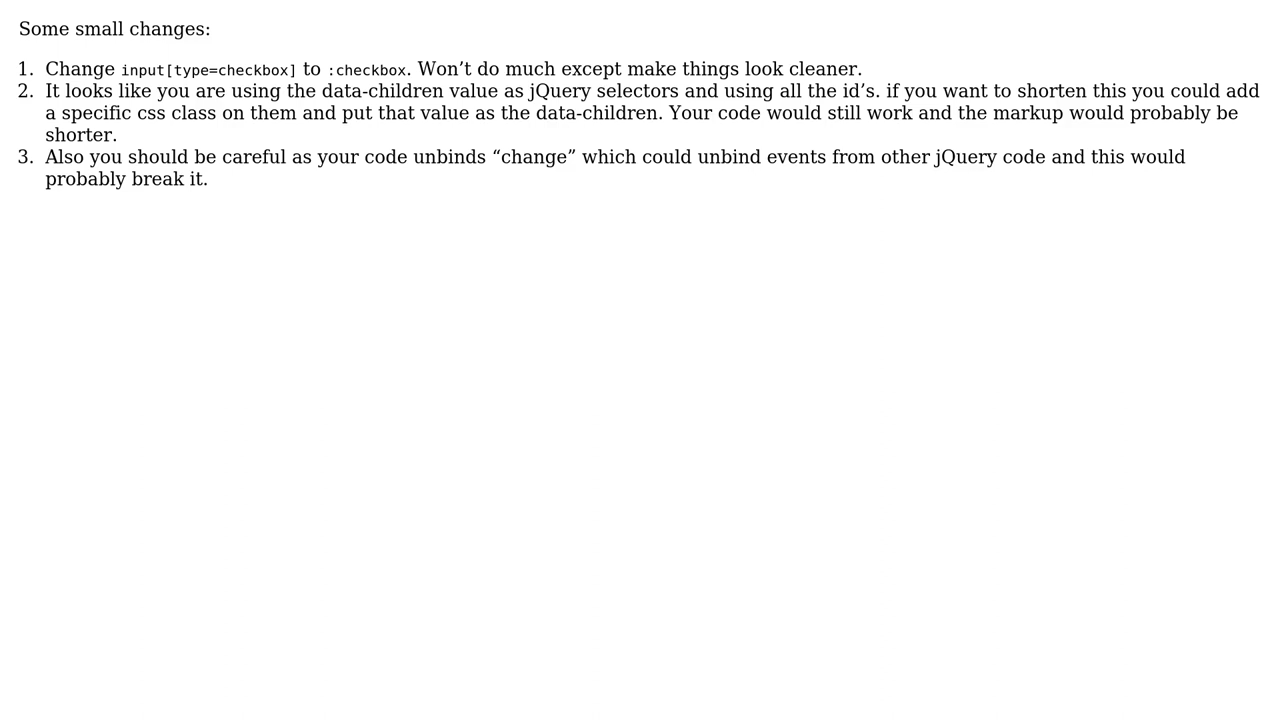 Some small changes:
1. Change input[type=checkbox] to :checkbox. Won’t do much except make things look cleaner.
2. It looks like you are using the data-children value as jQuery selectors and using all the id’s. if you want to shorten this you could add
a specific css class on them and put that value as the data-children. Your code would still work and the markup would probably be
shorter.
3. Also you should be careful as your code unbinds “change” which could unbind events from other jQuery code and this would
probably break it.